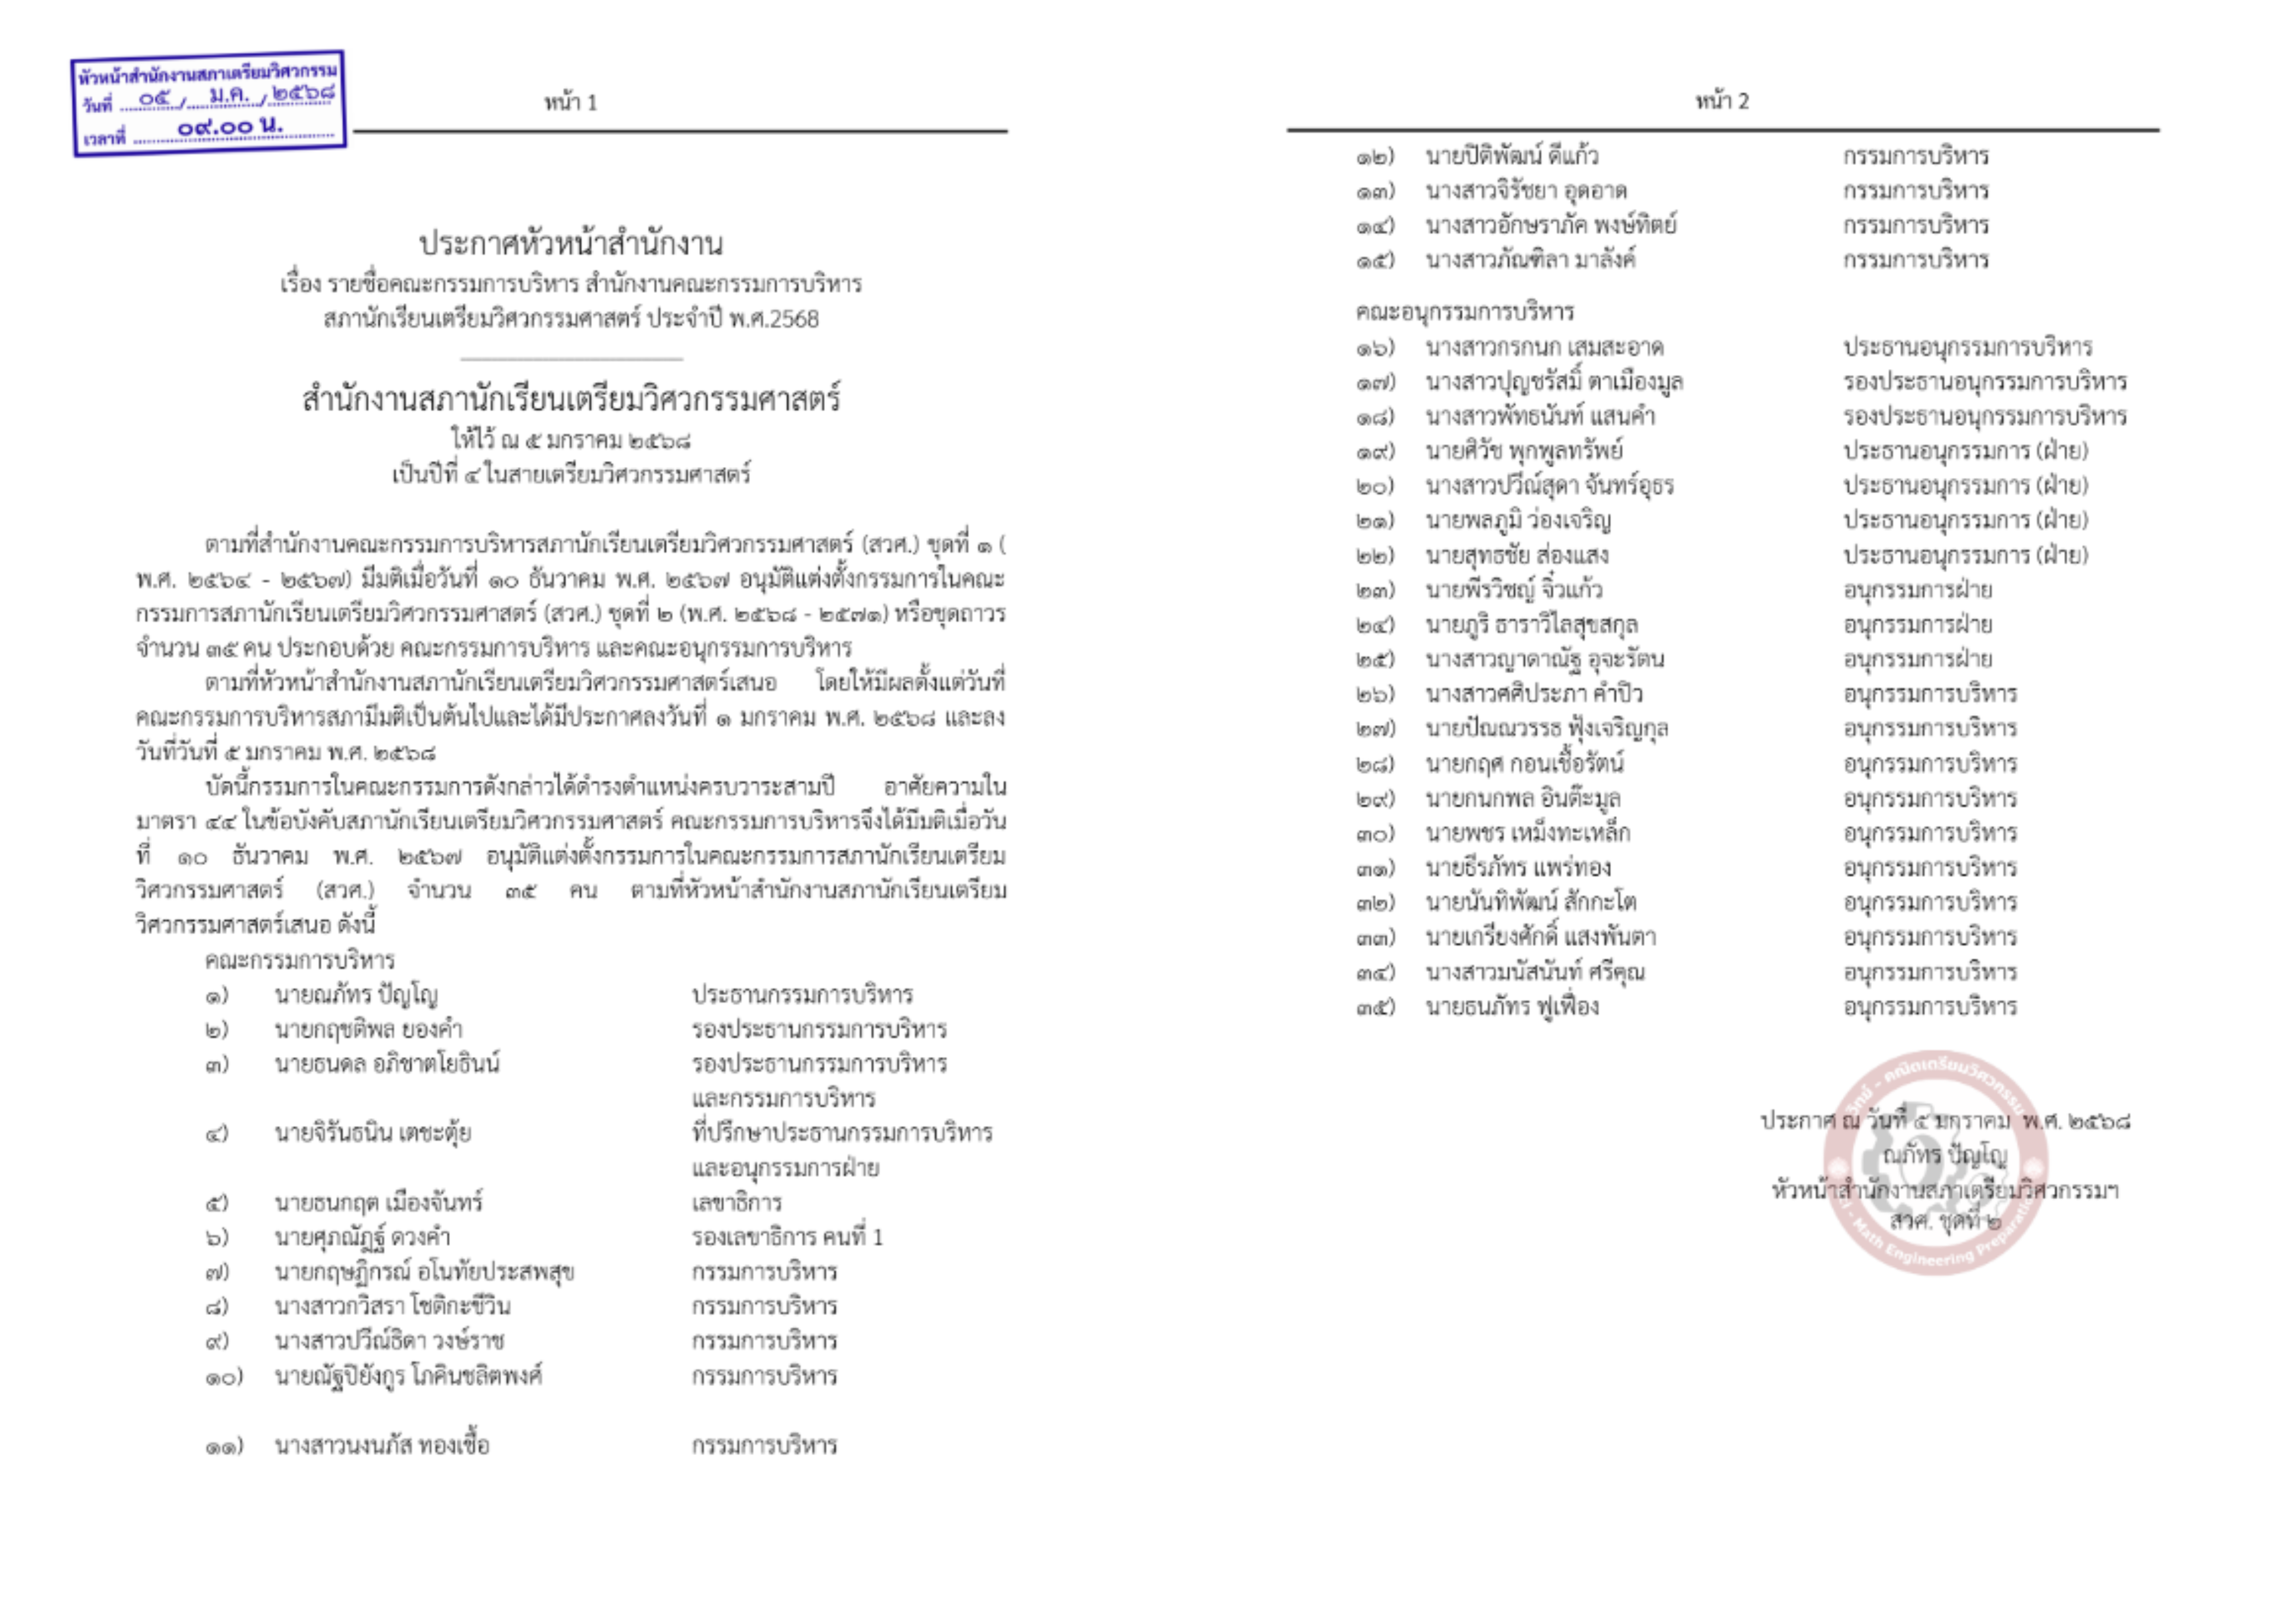 หัวหน้าสำนักงานสภาเตรียมวิศวกรรม
วันที่ ๐๕ / ม.ค. / ๒๕๖๘
เวลาที่ ๐๙.๐๐ น.
หน้า 1
ประกาศหัวหน้าสำนักงาน
เรื่อง รายชื่อคณะกรรมการบริหาร สำนักงานคณะกรรมการบริหาร
สภานักเรียนเตรียมวิศวกรรมศาสตร์ ประจำปี พ.ศ.2568
สำนักงานสภานักเรียนเตรียมวิศวกรรมศาสตร์
ให้ไว้ ณ ๕ มกราคม ๒๕๖๘
เป็นปีที่ ๔ ในสายเตรียมวิศวกรรมศาสตร์
ตามที่สำนักงานคณะกรรมการบริหารสภานักเรียนเตรียมวิศวกรรมศาสตร์ (สวศ.) ชุดที่ ๑ (
พ.ศ. ๒๕๖๔ - ๒๕๖๗) มีมติเมื่อวันที่ ๑๐ ธันวาคม พ.ศ. ๒๕๖๗ อนุมัติแต่งตั้งกรรมการในคณะ
กรรมการสภานักเรียนเตรียมวิศวกรรมศาสตร์ (สวศ.) ชุดที่ ๒ (พ.ศ. ๒๕๖๘ - ๒๕๗๑) หรือชุดถาวร
จำนวน ๓๕ คน ประกอบด้วย คณะกรรมการบริหาร และคณะอนุกรรมการบริหาร
ตามที่หัวหน้าสำนักงานสภานักเรียนเตรียมวิศวกรรมศาสตร์เสนอ โดยให้มีผลตั้งแต่วันที่
คณะกรรมการบริหารสภามีมติเป็นต้นไปและได้มีประกาศลงวันที่ ๑ มกราคม พ.ศ. ๒๕๖๘ และลง
วันที่วันที่ ๕ มกราคม พ.ศ. ๒๕๖๘
บัดนี้กรรมการในคณะกรรมการดังกล่าวได้ดำรงตำแหน่งครบวาระสามปี อาศัยความใน
มาตรา ๔๔ ในข้อบังคับสภานักเรียนเตรียมวิศวกรรมศาสตร์ คณะกรรมการบริหารจึงได้มีมติเมื่อวัน
ที่ ๑๐ ธันวาคม พ.ศ. ๒๕๖๗ อนุมัติแต่งตั้งกรรมการในคณะกรรมการสภานักเรียนเตรียม
วิศวกรรมศาสตร์ (สวศ.) จำนวน ๓๕ คน ตามที่หัวหน้าสำนักงานสภานักเรียนเตรียม
วิศวกรรมศาสตร์เสนอ ดังนี้
คณะกรรมการบริหาร
๑) นายณภัทร ปัญโญ ประธานกรรมการบริหาร
๒) นายกฤชติพล ยองคำ รองประธานกรรมการบริหาร
๓) นายธนดล อภิชาตโยธินน์ รองประธานกรรมการบริหาร
และกรรมการบริหาร
๔) นายจิรันธนิน เตชะตุ้ย ที่ปรึกษาประธานกรรมการบริหาร
และอนุกรรมการฝ่าย
๕) นายธนกฤต เมืองจันทร์ เลขาธิการ
๖) นายศุภณัฏฐ์ ดวงคำ รองเลขาธิการ คนที่ 1
๗) นายกฤษฏิกรณ์ อโนทัยประสพสุข กรรมการบริหาร
๘) นางสาวกวิสรา โชติกะชีวิน กรรมการบริหาร
๙) นางสาวปวีณ์ธิดา วงษ์ราช กรรมการบริหาร
๑๐) นายณัฐปิยังกูร โภคินชลิตพงศ์ กรรมการบริหาร
๑๑) นางสาวนงนภัส ทองเชื้อ กรรมการบริหาร
หน้า 2
๑๒) นายปิติพัฒน์ ดีแก้ว กรรมการบริหาร
๑๓) นางสาวจิรัชยา อุดอาด กรรมการบริหาร
๑๔) นางสาวอักษราภัค พงษ์ทิตย์ กรรมการบริหาร
๑๕) นางสาวภัณฑิลา มาลังค์ กรรมการบริหาร
คณะอนุกรรมการบริหาร
๑๖) นางสาวกรกนก เสมสะอาด ประธานอนุกรรมการบริหาร
๑๗) นางสาวปุญชรัสมิ์ ตาเมืองมูล รองประธานอนุกรรมการบริหาร
๑๘) นางสาวพัทธนันท์ แสนคำ รองประธานอนุกรรมการบริหาร
๑๙) นายศิวัช พุกพูลทรัพย์ ประธานอนุกรรมการ (ฝ่าย)
๒๐) นางสาวปวีณ์สุดา จันทร์อุธร ประธานอนุกรรมการ (ฝ่าย)
๒๑) นายพลภูมิ ว่องเจริญ ประธานอนุกรรมการ (ฝ่าย)
๒๒) นายสุทธชัย ส่องแสง ประธานอนุกรรมการ (ฝ่าย)
๒๓) นายพีรวิชญ์ จิ๋วแก้ว อนุกรรมการฝ่าย
๒๔) นายภูริ ธาราวิไลสุขสกุล อนุกรรมการฝ่าย
๒๕) นางสาวญาดาณัฐ อุจะรัตน อนุกรรมการฝ่าย
๒๖) นางสาวศศิประภา คำปิว อนุกรรมการบริหาร
๒๗) นายปัณณวรรธ ฟุ้งเจริญกุล อนุกรรมการบริหาร
๒๘) นายกฤศ กอนเชื้อรัตน์ อนุกรรมการบริหาร
๒๙) นายกนกพล อินต๊ะมูล อนุกรรมการบริหาร
๓๐) นายพชร เหม็งทะเหล็ก อนุกรรมการบริหาร
๓๑) นายธีรภัทร แพร่ทอง อนุกรรมการบริหาร
๓๒) นายนันทิพัฒน์ สักกะโต อนุกรรมการบริหาร
๓๓) นายเกรียงศักดิ์ แสงพันตา อนุกรรมการบริหาร
๓๔) นางสาวมนัสนันท์ ศรีคุณ อนุกรรมการบริหาร
๓๕) นายธนภัทร ฟูเฟื่อง อนุกรรมการบริหาร
ประกาศ ณ วันที่ ๕ มกราคม พ.ศ. ๒๕๖๘
ณภัทร ปัญโญ
หัวหน้าสำนักงานสภาเตรียมวิศวกรรมฯ
สวศ. ชุดที่ ๒
คณิตเตรียมวิศวกรรม
Math Engineering